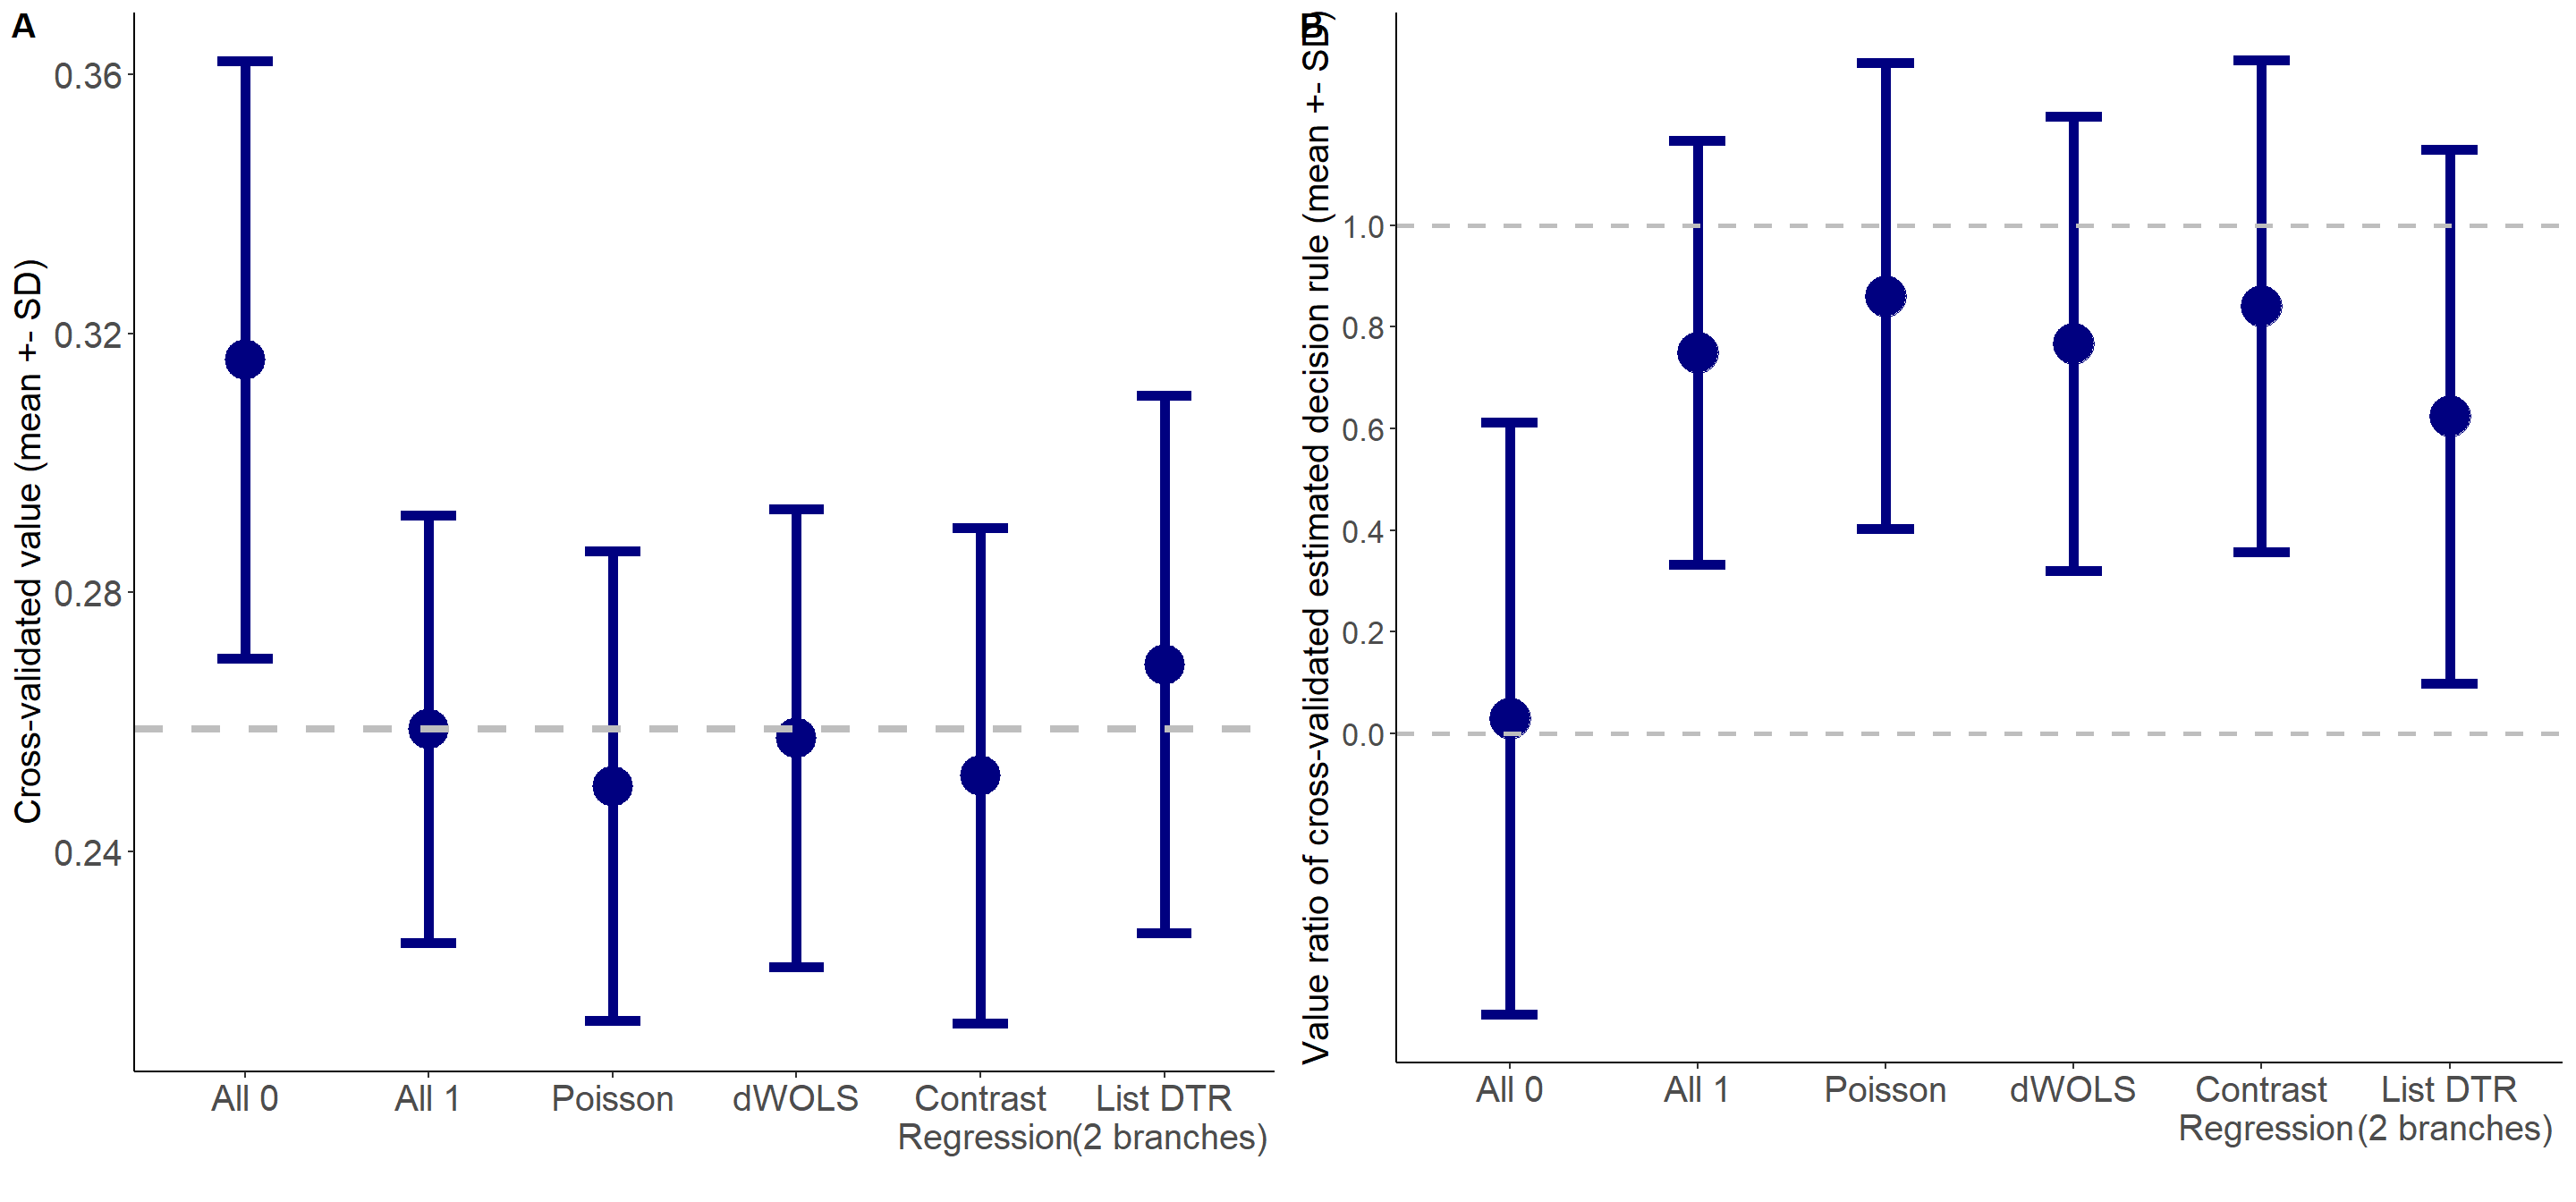 A
Cross-validated value (mean +- SD)
0.36
0.32
0.28
0.24
All 0
All 1
Poisson
dWOLS
Contrast
Regression
List DTR
(2 branches)
B
Value ratio of cross-validated estimated decision rule (mean +- SD)
1.0
0.8
0.6
0.4
0.2
0.0
All 0
All 1
Poisson
dWOLS
Contrast
Regression
List DTR
(2 branches)